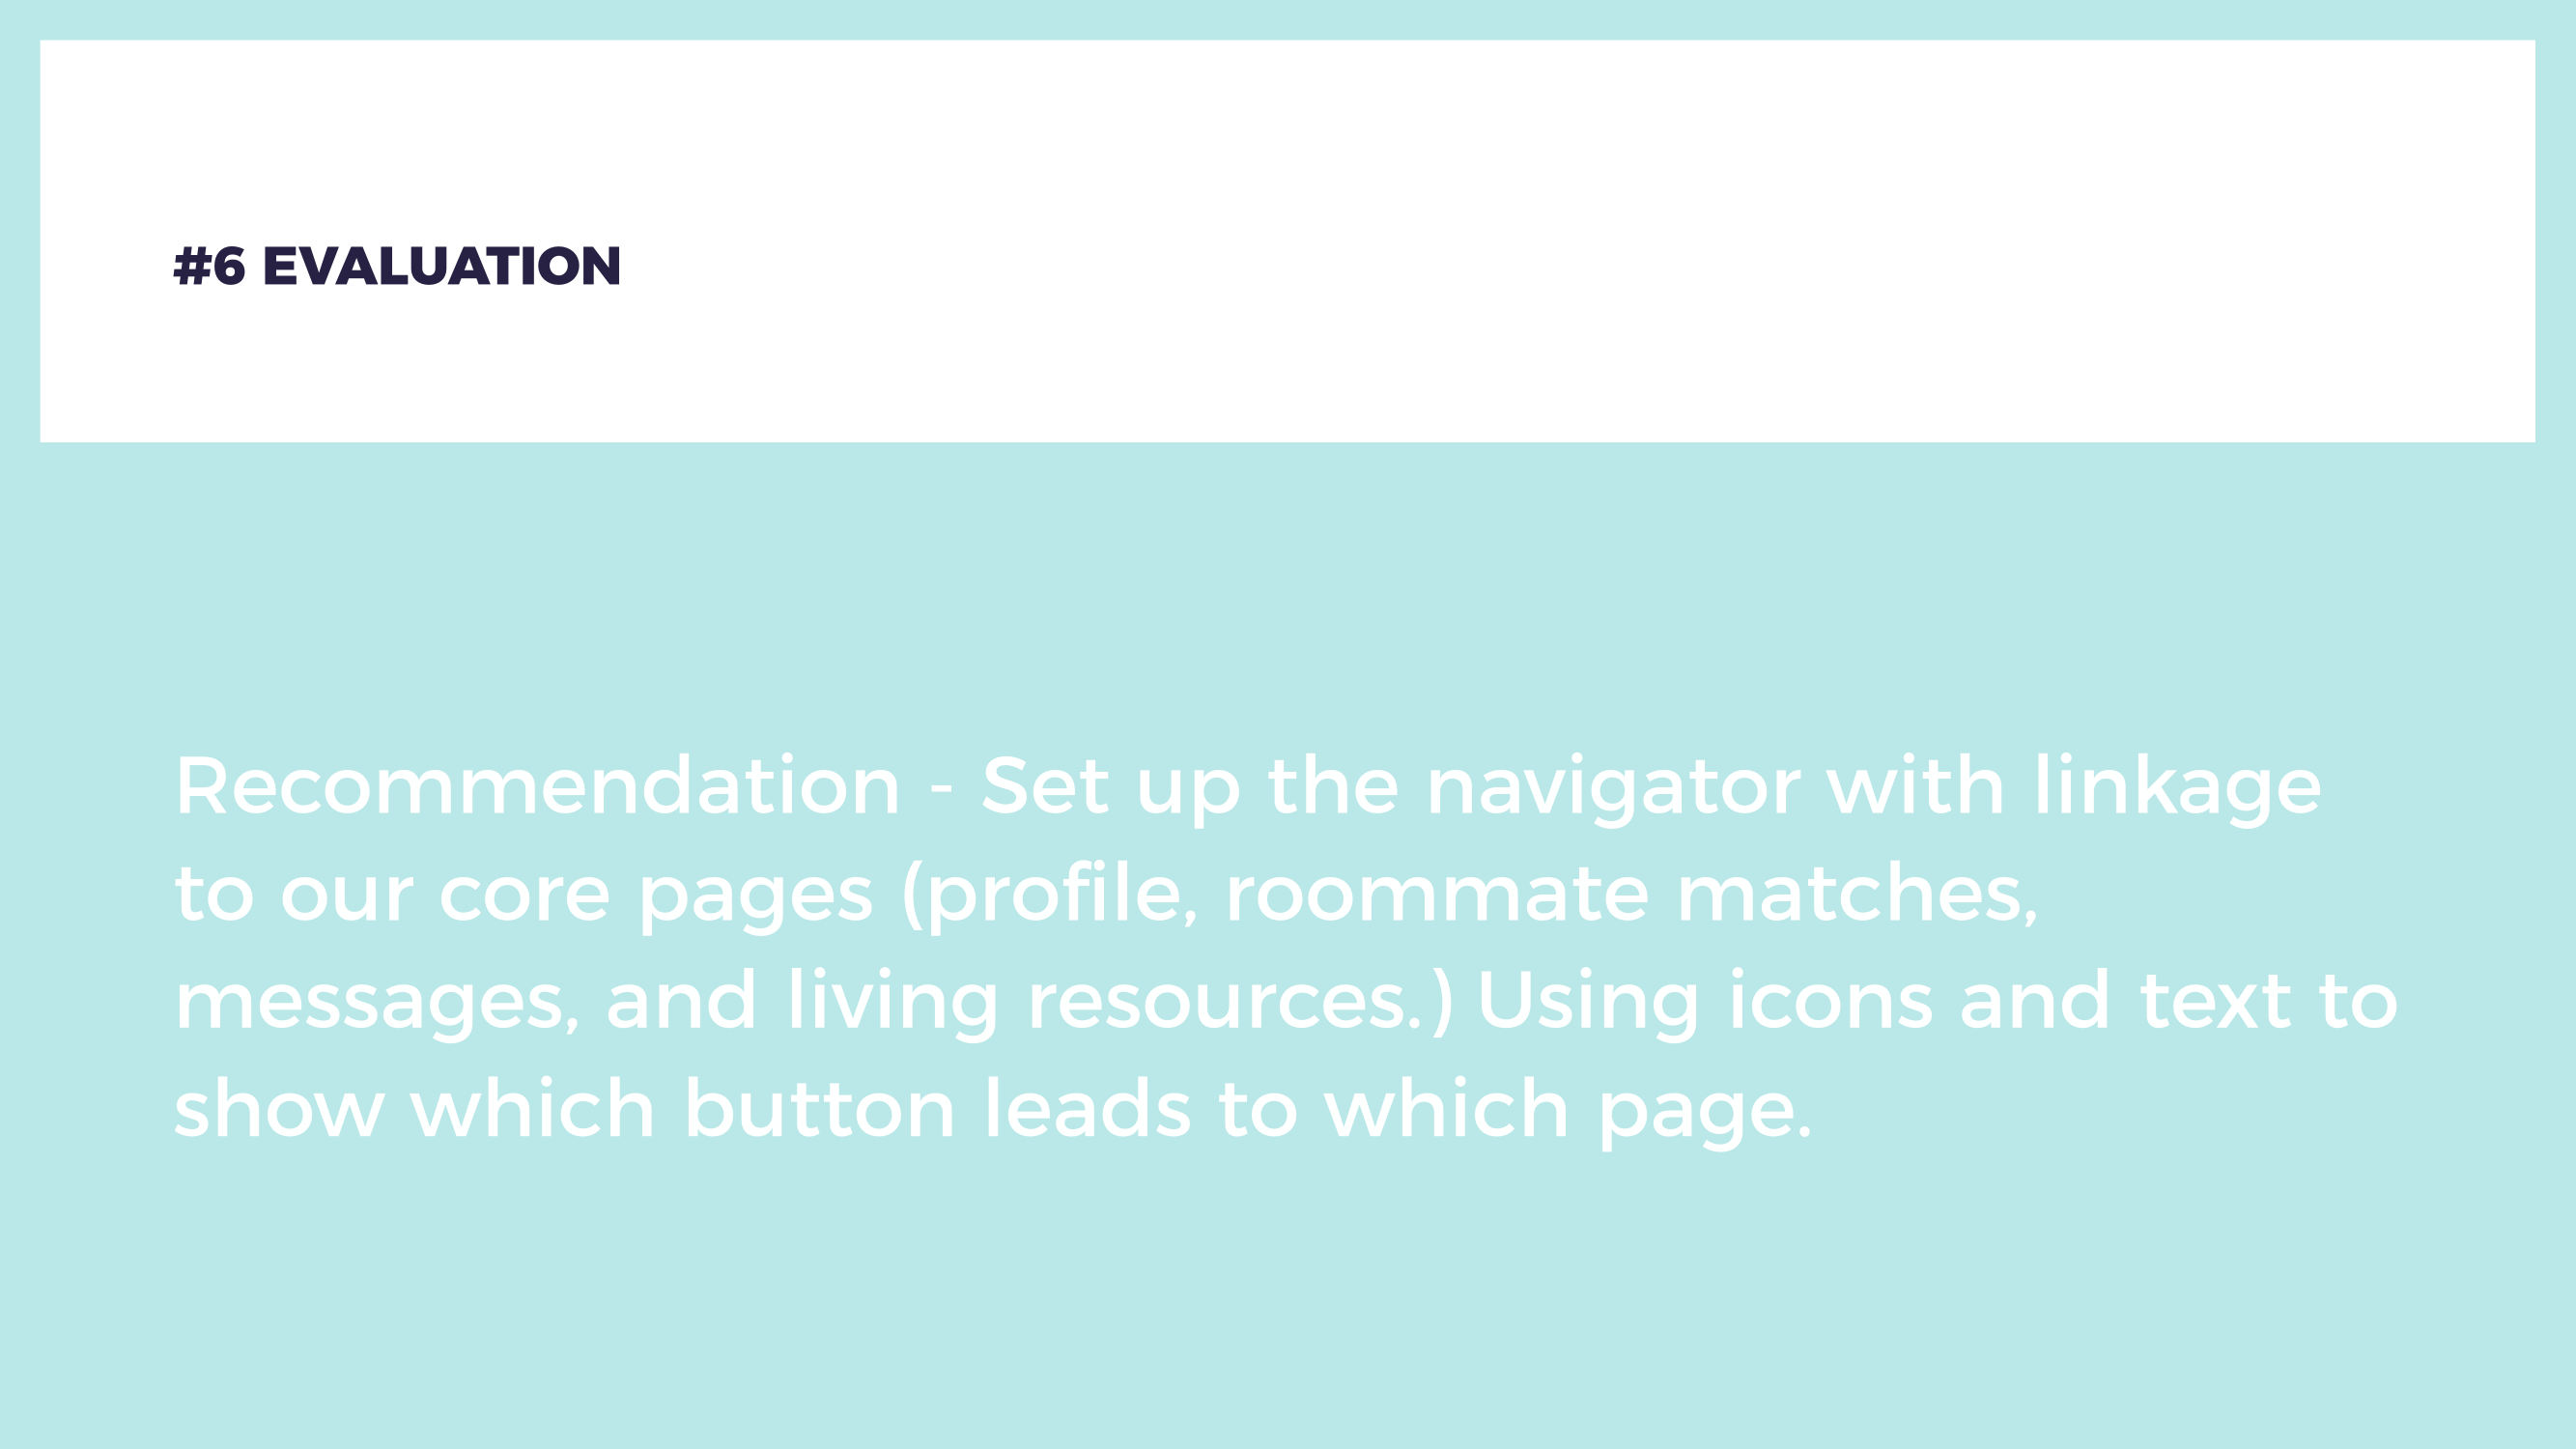 #6 EVALUATION
Recommendation - Set up the navigator with linkage
to our core pages (profile, roommate matches,
messages, and living resources.) Using icons and text to
show which button leads to which page.